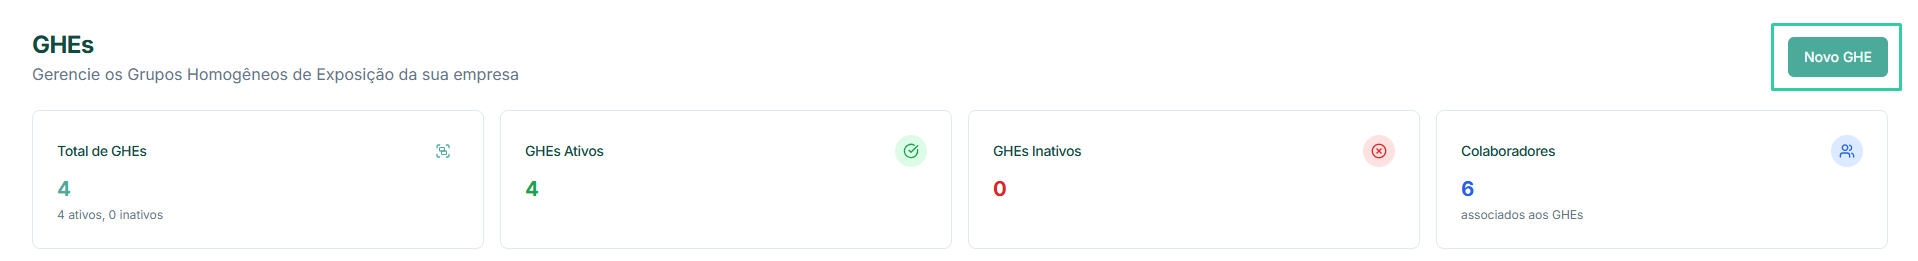 GHEs
Gerencie os Grupos Homogêneos de Exposição da sua empresa
Novo GHE
Total de GHEs
4
4 ativos, 0 inativos
GHEs Ativos
4
GHEs Inativos
0
Colaboradores
6
associados aos GHEs